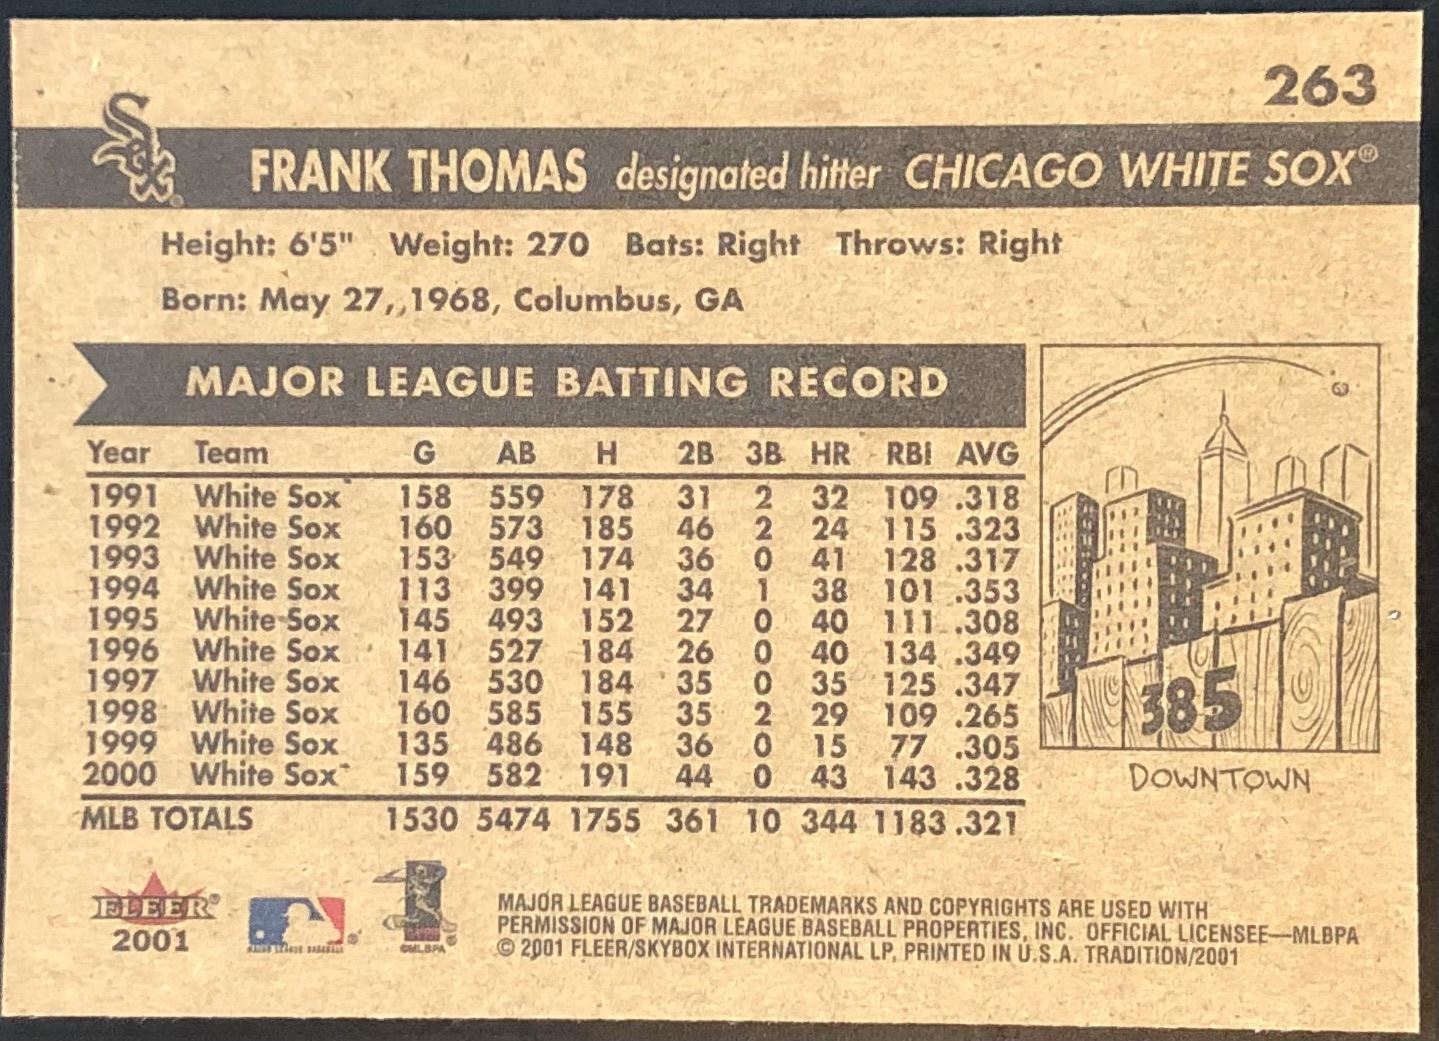 263
FRANK THOMAS designated hitter CHICAGO WHITE SOX®
Height: 6'5" Weight: 270 Bats: Right Throws: Right
Born: May 27, 1968, Columbus, GA
MAJOR LEAGUE BATTING RECORD
Year Team G AB H 2B 3B HR RBI AVG
1991 White Sox 158 559 178 31 2 32 109 .318
1992 White Sox 160 573 185 46 2 24 115 .323
1993 White Sox 153 549 174 36 0 41 128 .317
1994 White Sox 113 399 141 34 1 38 101 .353
1995 White Sox 145 493 152 27 0 40 111 .308
1996 White Sox 141 527 184 26 0 40 134 .349
1997 White Sox 146 530 184 35 0 35 125 .347
1998 White Sox 160 585 155 35 2 29 109 .265
1999 White Sox 135 486 148 36 0 15 77 .305
2000 White Sox 159 582 191 44 0 43 143 .328
MLB TOTALS 1530 5474 1755 361 10 344 1183 .321
385
DOWNTOWN
FLEER®
2001
MAJOR LEAGUE BASEBALL
©MLBPA
MAJOR LEAGUE BASEBALL TRADEMARKS AND COPYRIGHTS ARE USED WITH
PERMISSION OF MAJOR LEAGUE BASEBALL PROPERTIES, INC. OFFICIAL LICENSEE—MLBPA
© 2001 FLEER/SKYBOX INTERNATIONAL LP, PRINTED IN U.S.A. TRADITION/2001